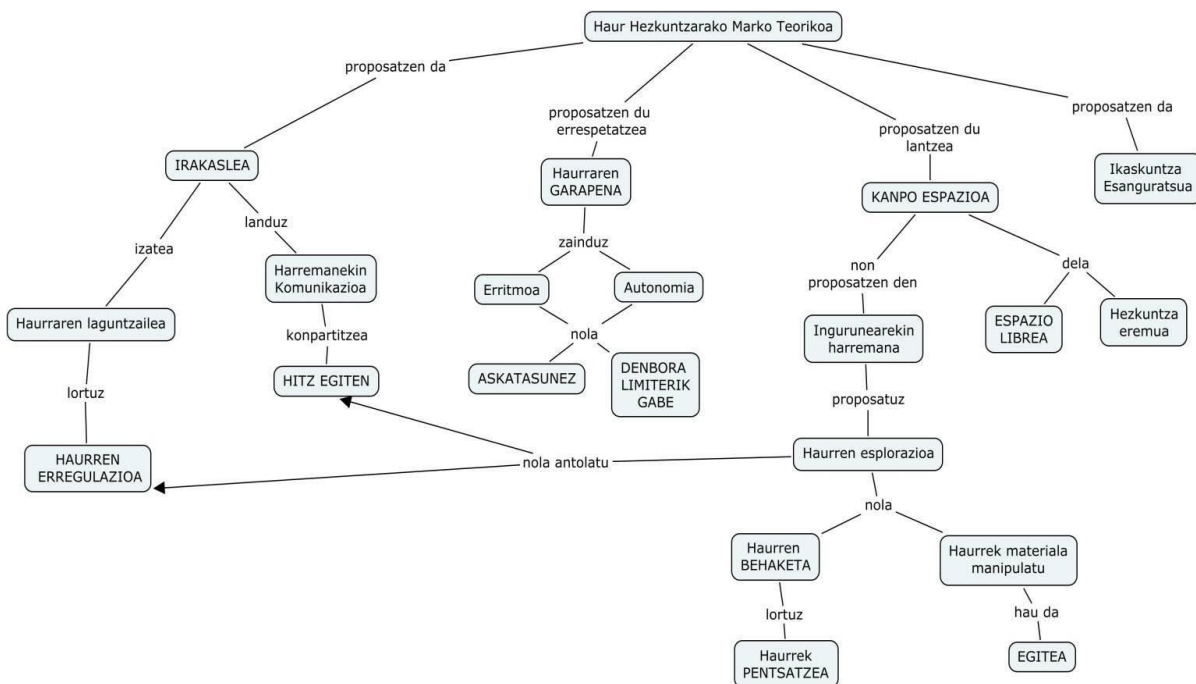 Haur Hezkuntzarako Marko Teorikoa
proposatzen da
proposatzen du
errespetatzea
proposatzen du
lantzea
proposatzen da
IRAKASLEA
Haurraren
GARAPENA
KANPO ESPAZIOA
Ikaskuntza
Esanguratsua
izatea
landuz
zainduz
non
proposatzen den
dela
Haurraren laguntzailea
Harremanekin
Komunikazioa
Erritmoa
Autonomia
Ingurunearekin
harremana
ESPAZIO
LIBREA
Hezkuntza
eremua
lortuz
konpartitzea
nola
proposatuz
HAURREN
ERREGULAZIOA
HITZ EGITEN
ASKATASUNEZ
DENBORA
LIMITERIK
GABE
nola antolatu
Haurren esplorazioa
nola
Haurren
BEHAKETA
Haurrek materiala
manipulatu
lortuz
hau da
Haurrek
PENTSATZEA
EGITEA